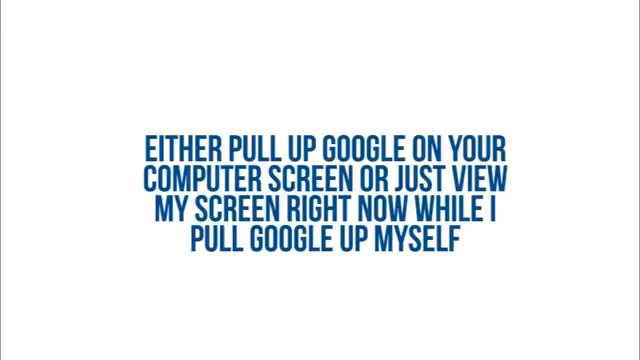 EITHER PULL UP GOOGLE ON YOUR
COMPUTER SCREEN OR JUST VIEW
MY SCREEN RIGHT NOW WHILE I
PULL GOOGLE UP MYSELF